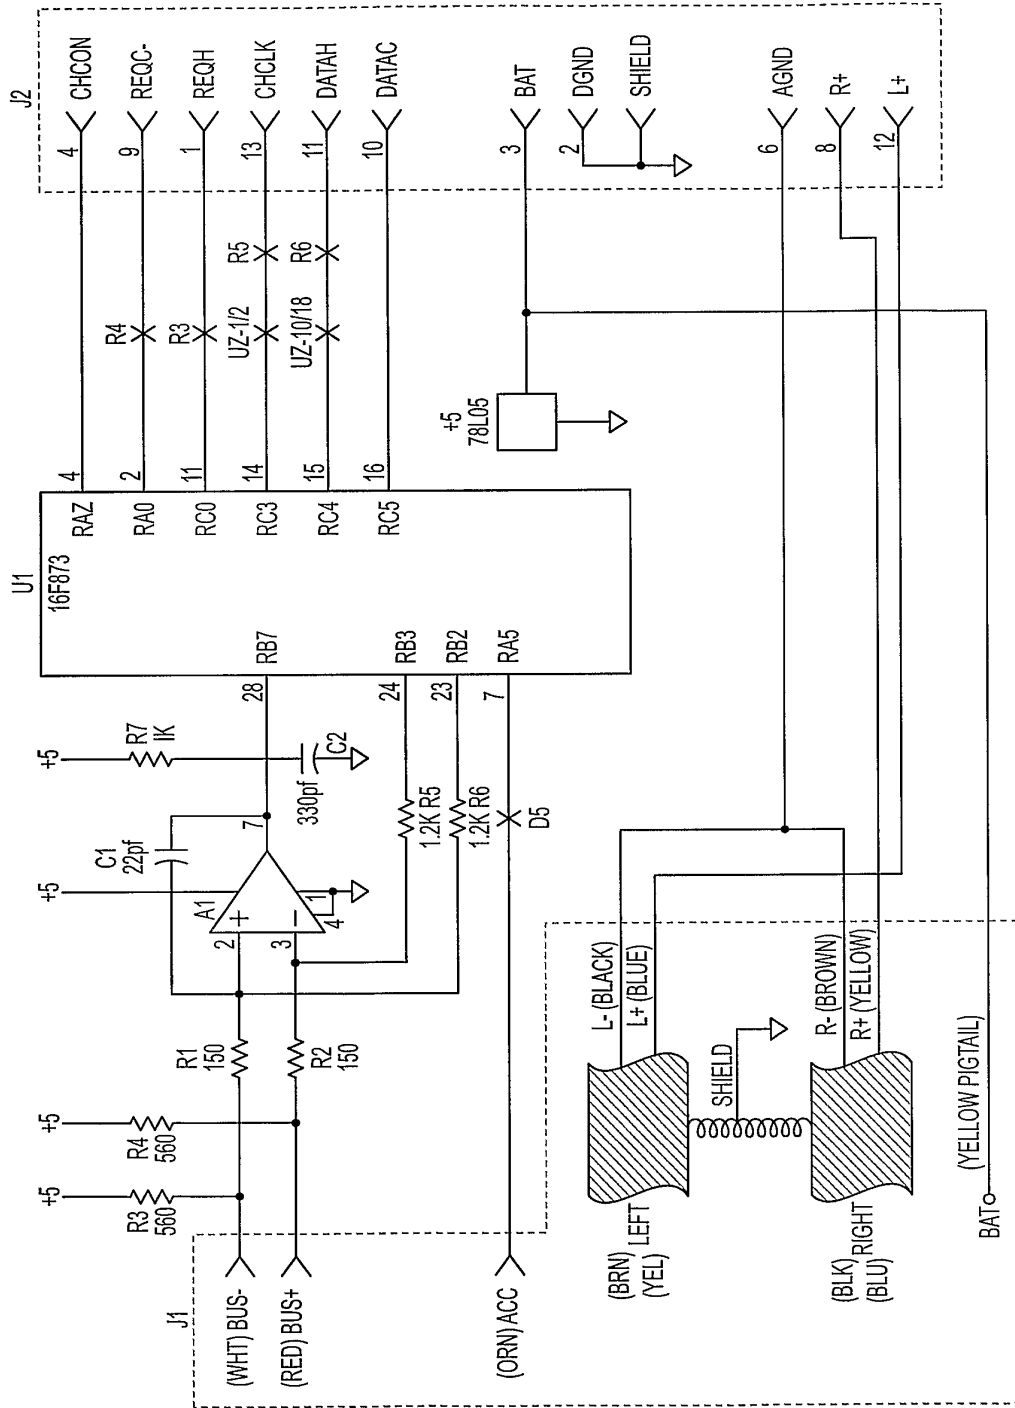 J1
(WHT) BUS-
(RED) BUS+
(ORN) ACC
(BRN)
(YEL)
LEFT
(BLK)
(BLU)
RIGHT
BAT
(YELLOW PIGTAIL)
SHIELD
L- (BLACK)
L+ (BLUE)
R- (BROWN)
R+ (YELLOW)
+5
R3
560
+5
R4
560
R1
150
R2
150
+5
A1
2
+
3
-
1
4
7
C1
22pf
+5
R7
1K
330pf
C2
1.2K R5
1.2K R6
D5
28
24
23
7
U1
16F873
RB7
RB3
RB2
RA5
RAZ
RA0
RC0
RC3
RC4
RC5
4
2
11
14
15
16
R4
R3
UZ-1/2
R5
UZ-10/18
R6
+5
78L05
J2
4 CHCON
9 REQC-
1 REQH
13 CHCLK
11 DATAH
10 DATAC
3 BAT
2 DGND
SHIELD
6 AGND
8 R+
12 L+